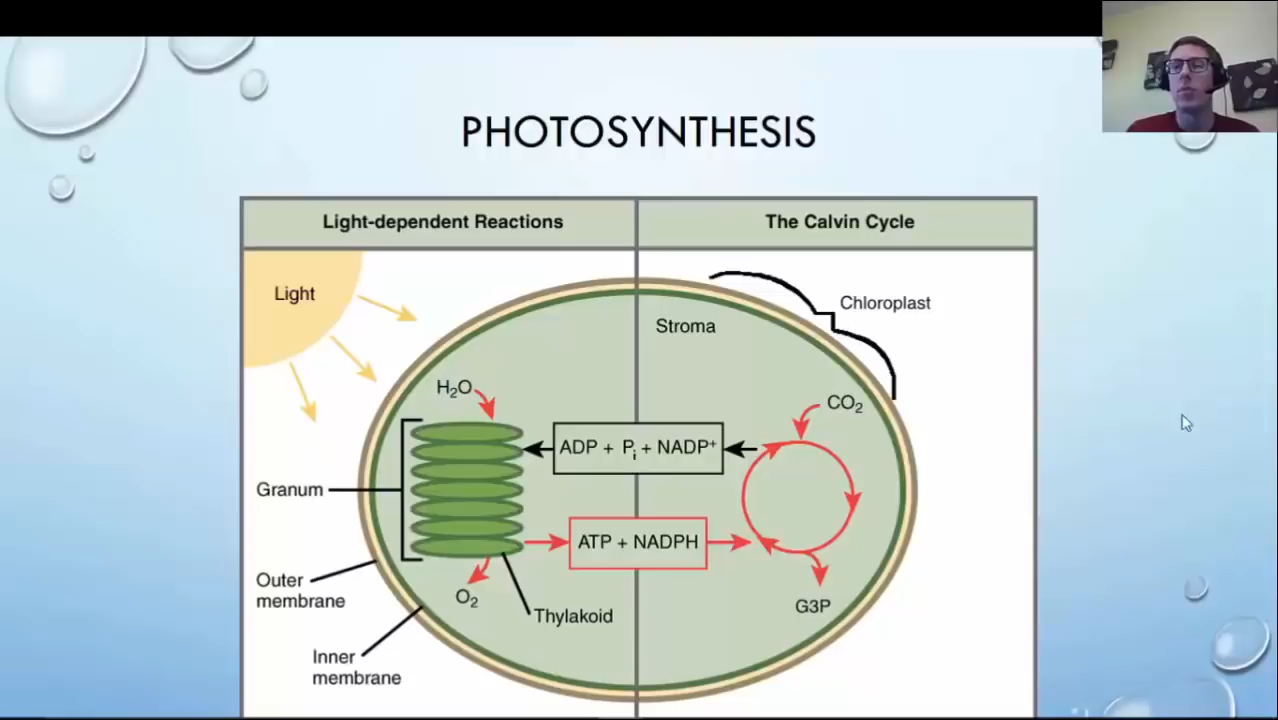 PHOTOSYNTHESIS
Light-dependent Reactions
The Calvin Cycle
Light
Chloroplast
Stroma
H₂O
CO₂
ADP + Pᵢ + NADP⁺
Granum
ATP + NADPH
Outer
membrane
O₂
G3P
Thylakoid
Inner
membrane